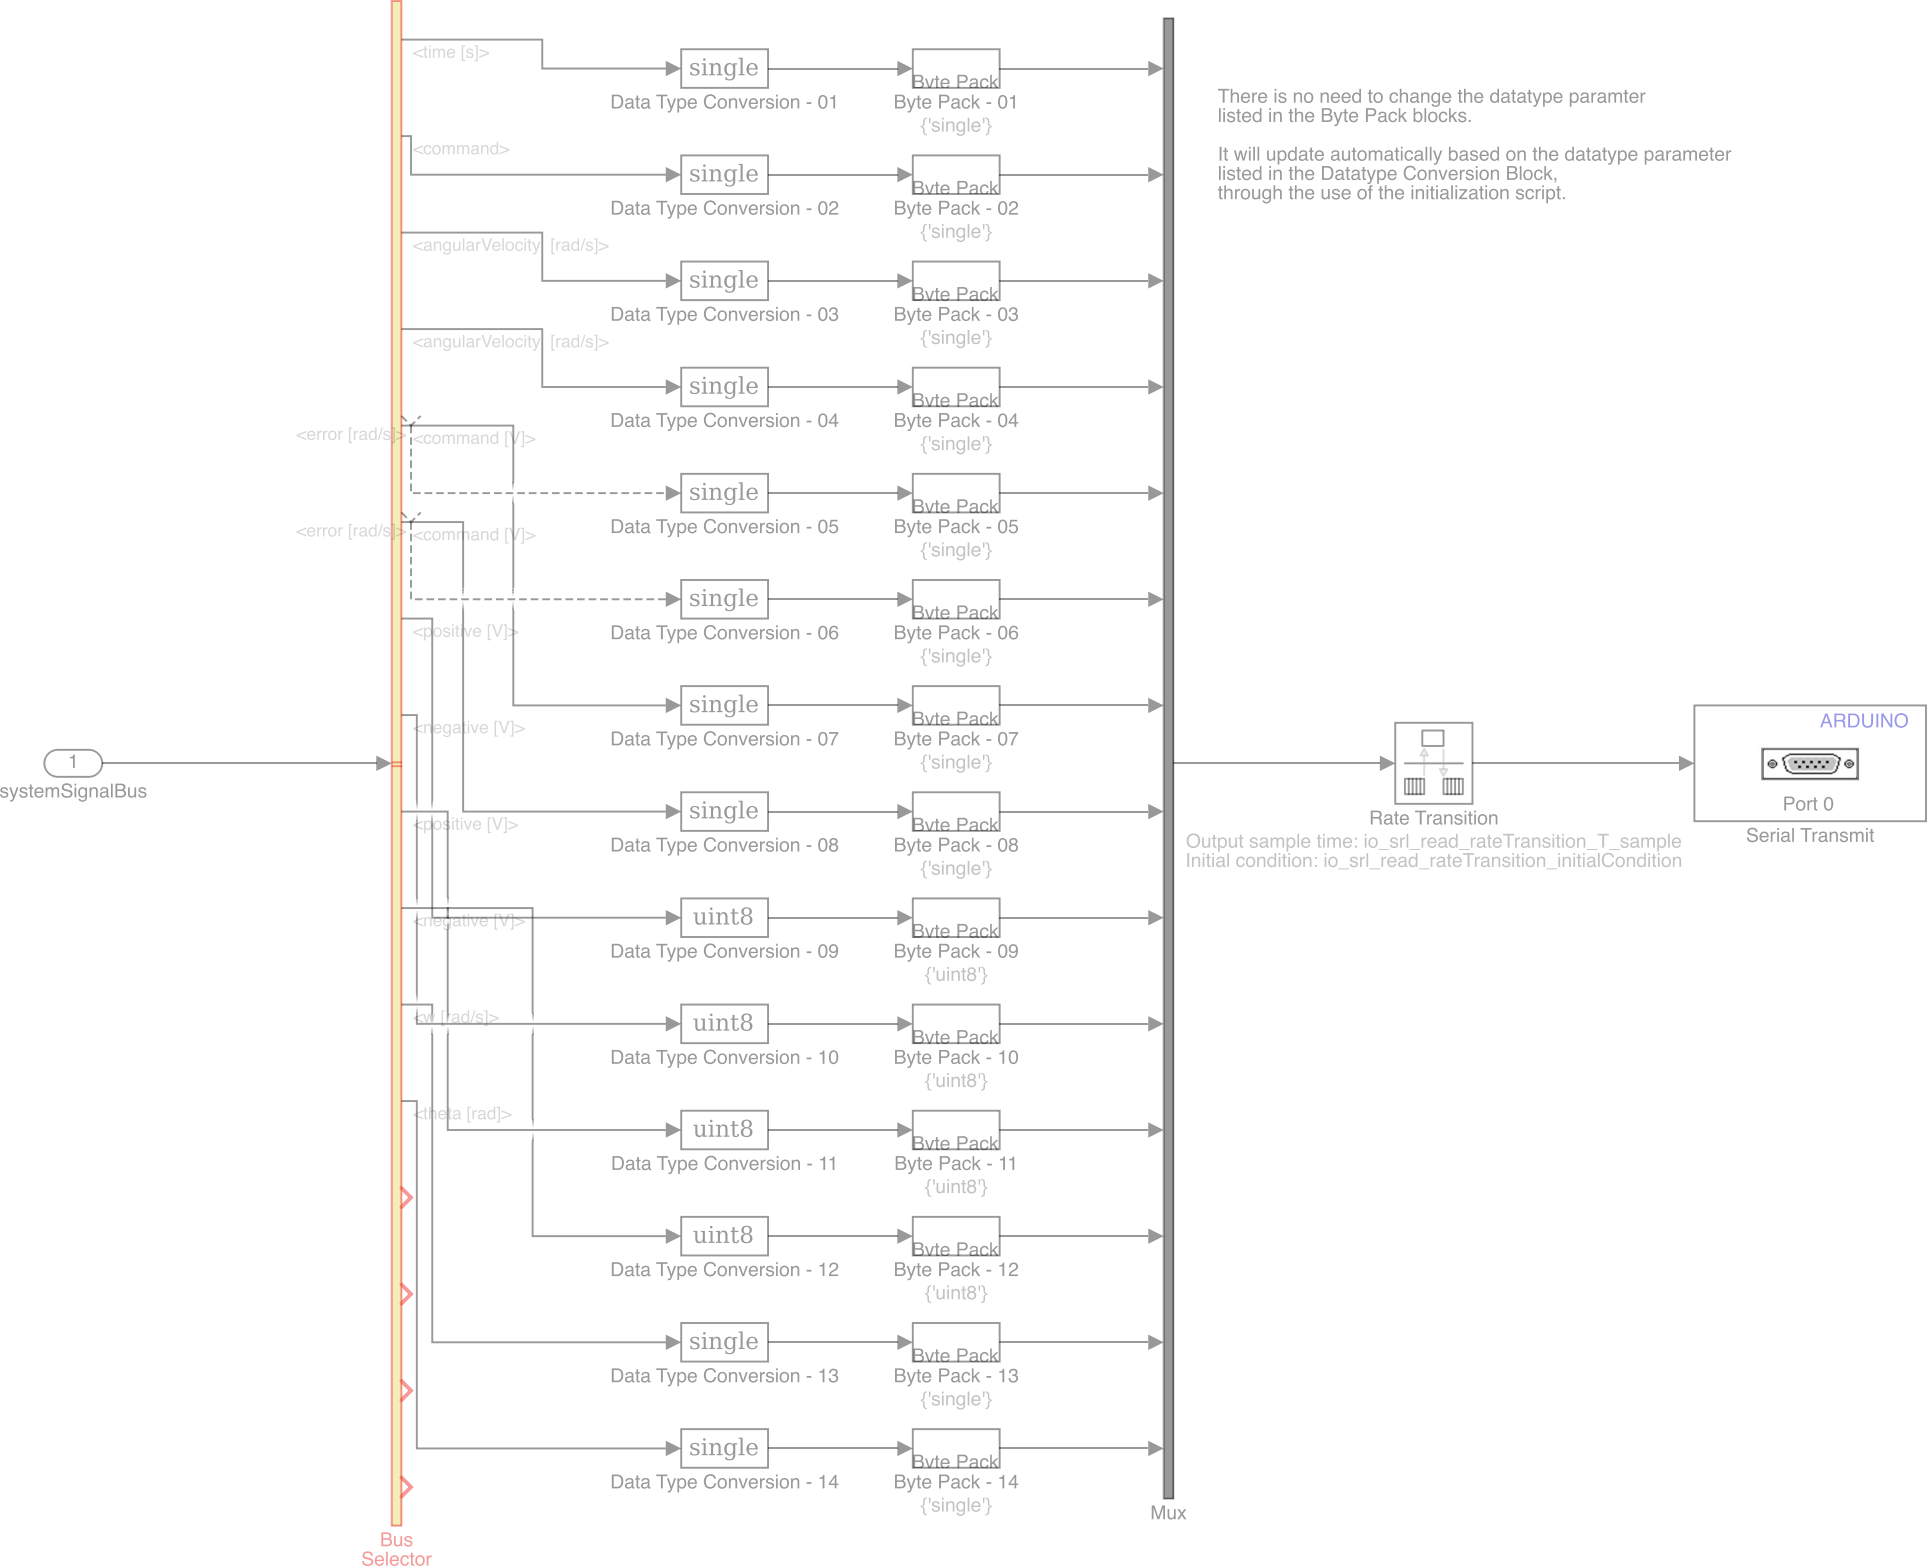 <time [s]>
single
Byte Pack
Data Type Conversion - 01
Byte Pack - 01
{'single'}
There is no need to change the datatype paramter
listed in the Byte Pack blocks.
It will update automatically based on the datatype parameter
listed in the Datatype Conversion Block,
through the use of the initialization script.
<command>
single
Byte Pack
Data Type Conversion - 02
Byte Pack - 02
{'single'}
<angularVelocity [rad/s]>
single
Byte Pack
Data Type Conversion - 03
Byte Pack - 03
{'single'}
<angularVelocity [rad/s]>
single
Byte Pack
Data Type Conversion - 04
Byte Pack - 04
{'single'}
<error [rad/s]>
<command [V]>
single
Byte Pack
Data Type Conversion - 05
Byte Pack - 05
{'single'}
<error [rad/s]>
<command [V]>
single
Byte Pack
Data Type Conversion - 06
Byte Pack - 06
{'single'}
<positive [V]>
single
Byte Pack
Data Type Conversion - 07
Byte Pack - 07
{'single'}
<negative [V]>
1
systemSignalBus
single
Byte Pack
Data Type Conversion - 08
Byte Pack - 08
{'single'}
<positive [V]>
uint8
Byte Pack
Data Type Conversion - 09
Byte Pack - 09
{'uint8'}
<negative [V]>
uint8
Byte Pack
Data Type Conversion - 10
Byte Pack - 10
{'uint8'}
<w [rad/s]>
uint8
Byte Pack
Data Type Conversion - 11
Byte Pack - 11
{'uint8'}
<theta [rad]>
uint8
Byte Pack
Data Type Conversion - 12
Byte Pack - 12
{'uint8'}
single
Byte Pack
Data Type Conversion - 13
Byte Pack - 13
{'single'}
single
Byte Pack
Data Type Conversion - 14
Byte Pack - 14
{'single'}
Bus
Selector
Mux
Rate Transition
Output sample time: io_srl_read_rateTransition_T_sample
Initial condition: io_srl_read_rateTransition_initialCondition
ARDUINO
Port 0
Serial Transmit